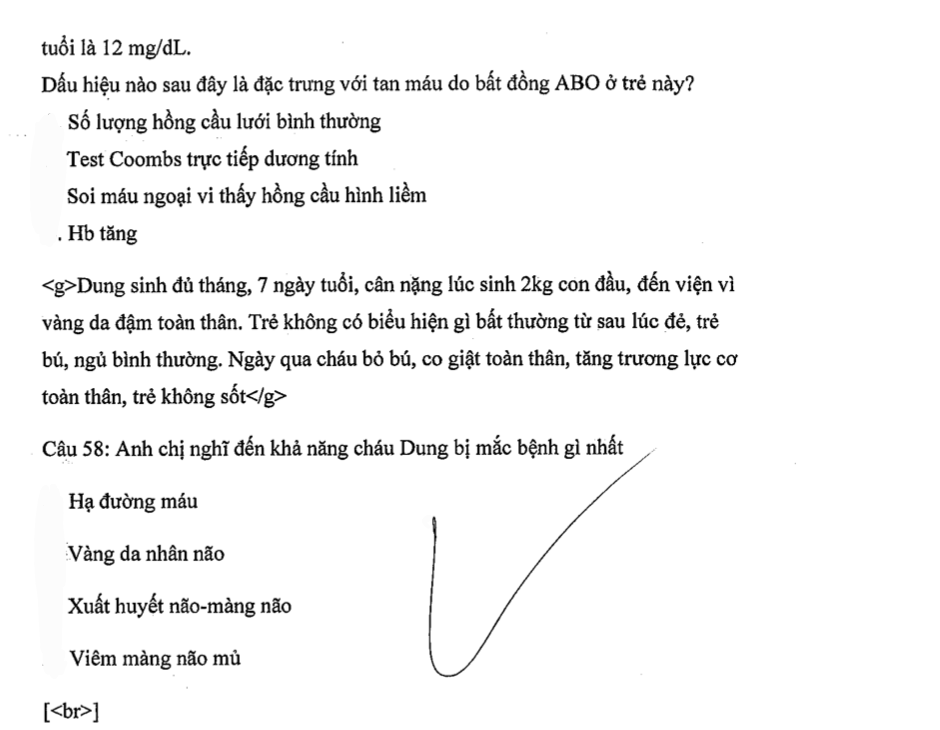 tuổi là 12 mg/dL.
Dấu hiệu nào sau đây là đặc trưng với tan máu do bất đồng ABO ở trẻ này?
Số lượng hồng cầu lưới bình thường
Test Coombs trực tiếp dương tính
Soi máu ngoại vi thấy hồng cầu hình liềm
. Hb tăng
<g>Dung sinh đủ tháng, 7 ngày tuổi, cân nặng lúc sinh 2kg con đầu, đến viện vì
vàng da đậm toàn thân. Trẻ không có biểu hiện gì bất thường từ sau lúc đẻ, trẻ
bú, ngủ bình thường. Ngày qua cháu bỏ bú, co giật toàn thân, tăng trương lực cơ
toàn thân, trẻ không sốt</g>
Câu 58: Anh chị nghĩ đến khả năng cháu Dung bị mắc bệnh gì nhất
Hạ đường máu
Vàng da nhân não
Xuất huyết não-màng não
Viêm màng não mủ
[<br>]